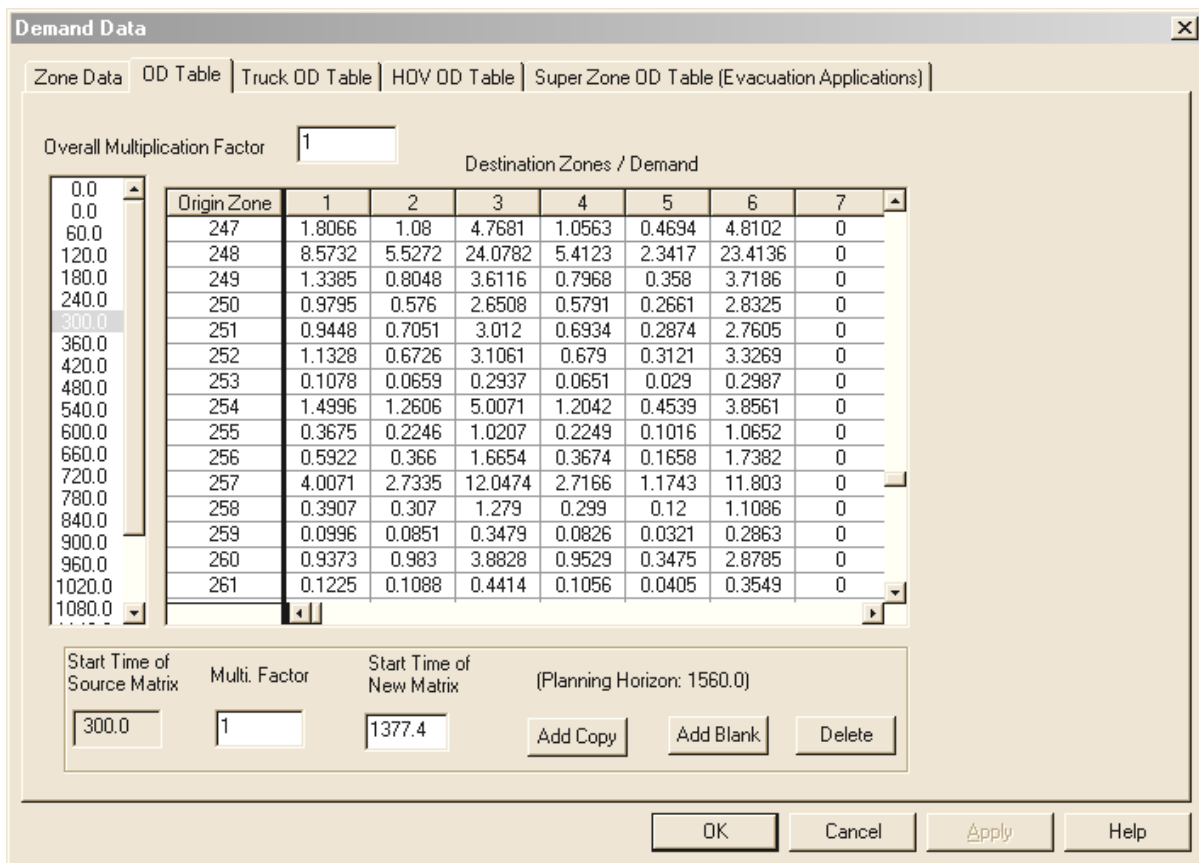 Demand Data
Zone Data OD Table Truck OD Table HOV OD Table Super Zone OD Table (Evacuation Applications)
Overall Multiplication Factor 1
Destination Zones / Demand
0.0
0.0
60.0
120.0
180.0
240.0
300.0
360.0
420.0
480.0
540.0
600.0
660.0
720.0
780.0
840.0
900.0
960.0
1020.0
1080.0
Origin Zone 1 2 3 4 5 6 7
247 1.8066 1.08 4.7681 1.0563 0.4694 4.8102 0
248 8.5732 5.5272 24.0782 5.4123 2.3417 23.4136 0
249 1.3385 0.8048 3.6116 0.7968 0.358 3.7186 0
250 0.9795 0.576 2.6508 0.5791 0.2661 2.8325 0
251 0.9448 0.7051 3.012 0.6934 0.2874 2.7605 0
252 1.1328 0.6726 3.1061 0.679 0.3121 3.3269 0
253 0.1078 0.0659 0.2937 0.0651 0.029 0.2987 0
254 1.4996 1.2606 5.0071 1.2042 0.4539 3.8561 0
255 0.3675 0.2246 1.0207 0.2249 0.1016 1.0652 0
256 0.5922 0.366 1.6654 0.3674 0.1658 1.7382 0
257 4.0071 2.7335 12.0474 2.7166 1.1743 11.803 0
258 0.3907 0.307 1.279 0.299 0.12 1.1086 0
259 0.0996 0.0851 0.3479 0.0826 0.0321 0.2863 0
260 0.9373 0.983 3.8828 0.9529 0.3475 2.8785 0
261 0.1225 0.1088 0.4414 0.1056 0.0405 0.3549 0
Start Time of
Source Matrix
300.0
Multi. Factor
1
Start Time of
New Matrix
1377.4
(Planning Horizon: 1560.0)
Add Copy Add Blank Delete
OK Cancel Apply Help